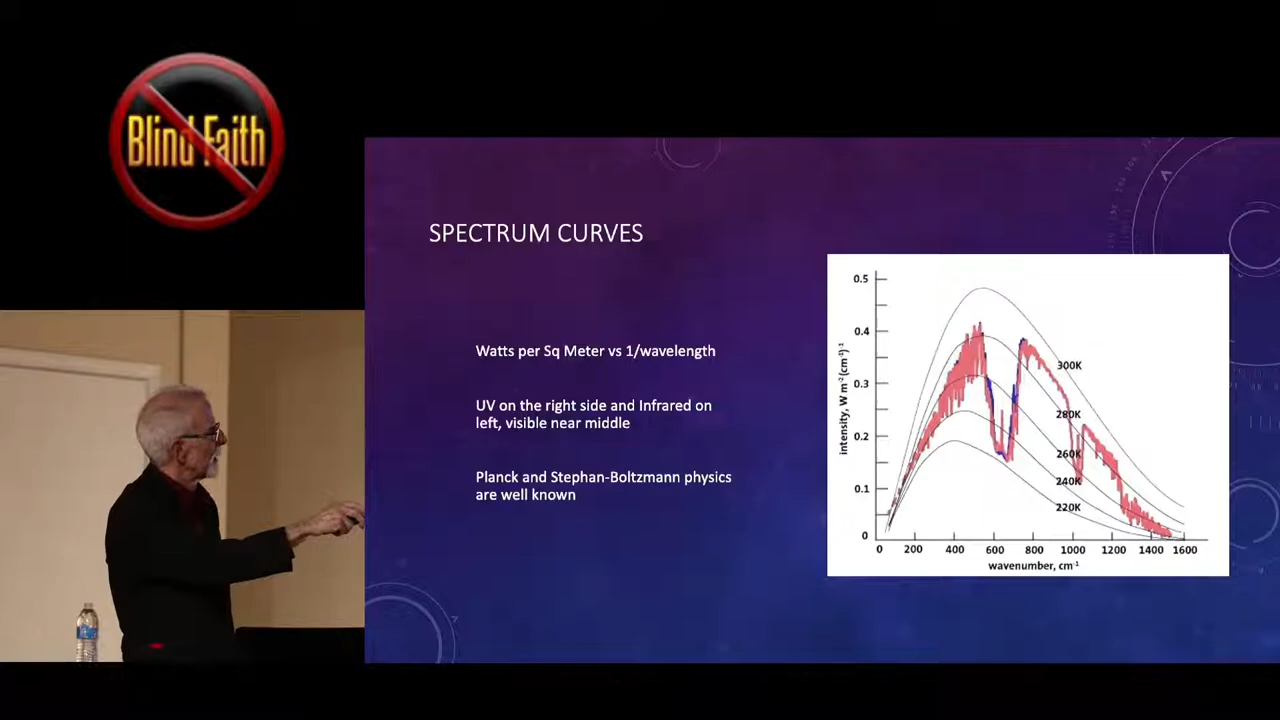 Blind Faith
SPECTRUM CURVES
Watts per Sq Meter vs 1/wavelength
UV on the right side and Infrared on
left, visible near middle
Planck and Stephan-Boltzmann physics
are well known
intensity, W m⁻² (cm⁻¹)⁻¹
0.5
0.4
0.3
0.2
0.1
0
300K
280K
260K
240K
220K
0 200 400 600 800 1000 1200 1400 1600
wavenumber, cm⁻¹